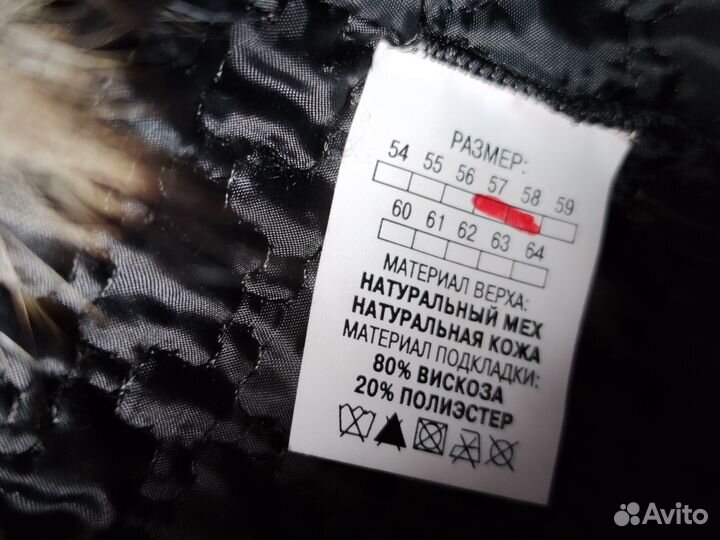 РАЗМЕР:
54 55 56 57 58 59
60 61 62 63 64
МАТЕРИАЛ ВЕРХА:
НАТУРАЛЬНЫЙ МЕХ
НАТУРАЛЬНАЯ КОЖА
МАТЕРИАЛ ПОДКЛАДКИ:
80% ВИСКОЗА
20% ПОЛИЭСТЕР
Avito